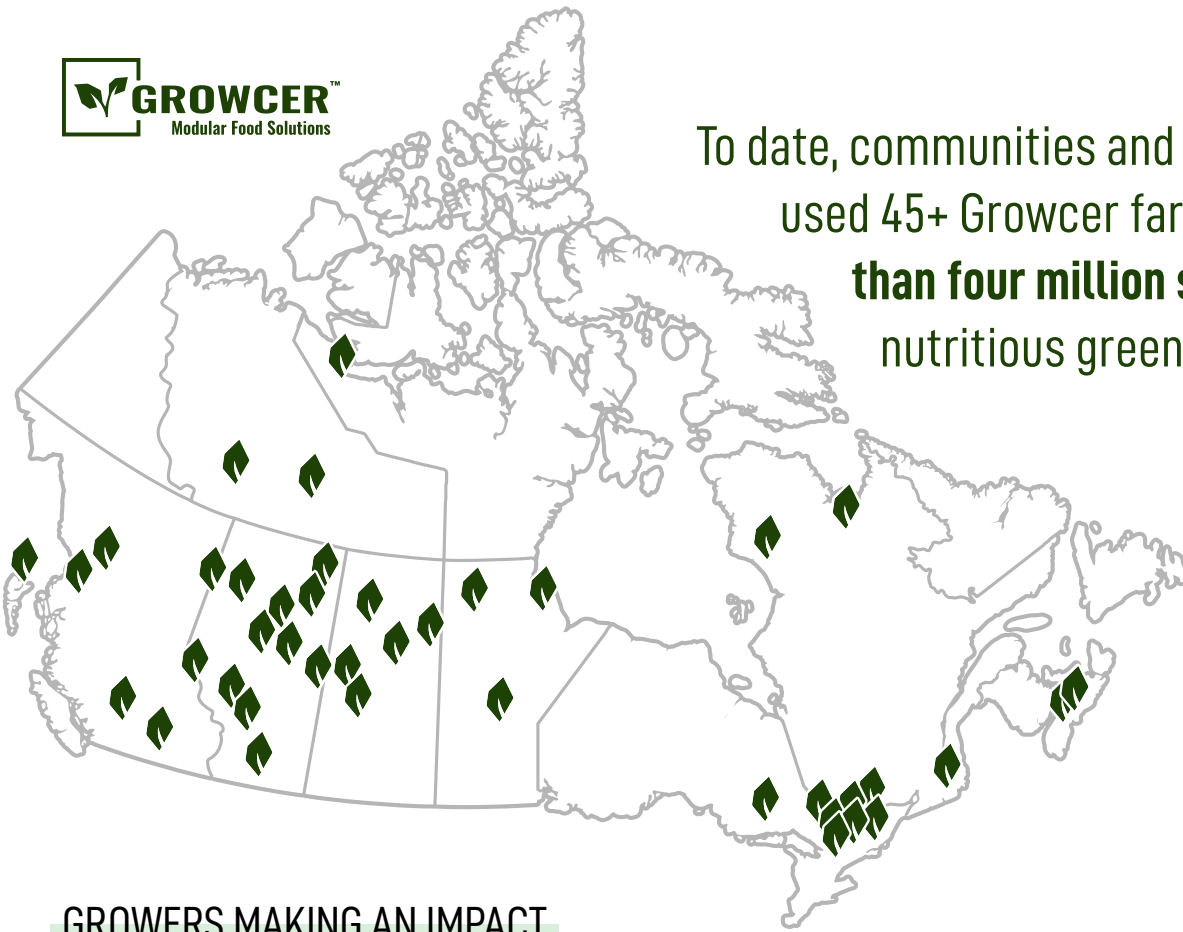 GROWCER™
Modular Food Solutions
To date, communities and
used 45+ Growcer far
than four million s
nutritious green
GROWERS MAKING AN IMPACT